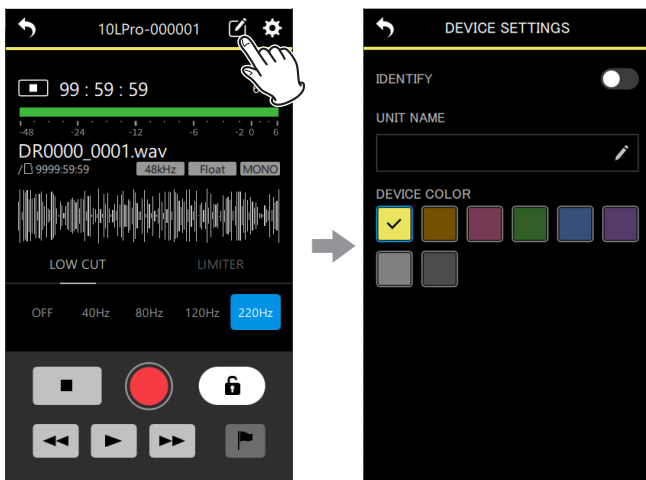 10LPro-000001
99 : 59 : 59
-48 -24 -12 -6 -2 0 6
DR0000_0001.wav
/ 9999:59:59 48kHz Float MONO
LOW CUT LIMITER
OFF 40Hz 80Hz 120Hz 220Hz
DEVICE SETTINGS
IDENTIFY
UNIT NAME
DEVICE COLOR